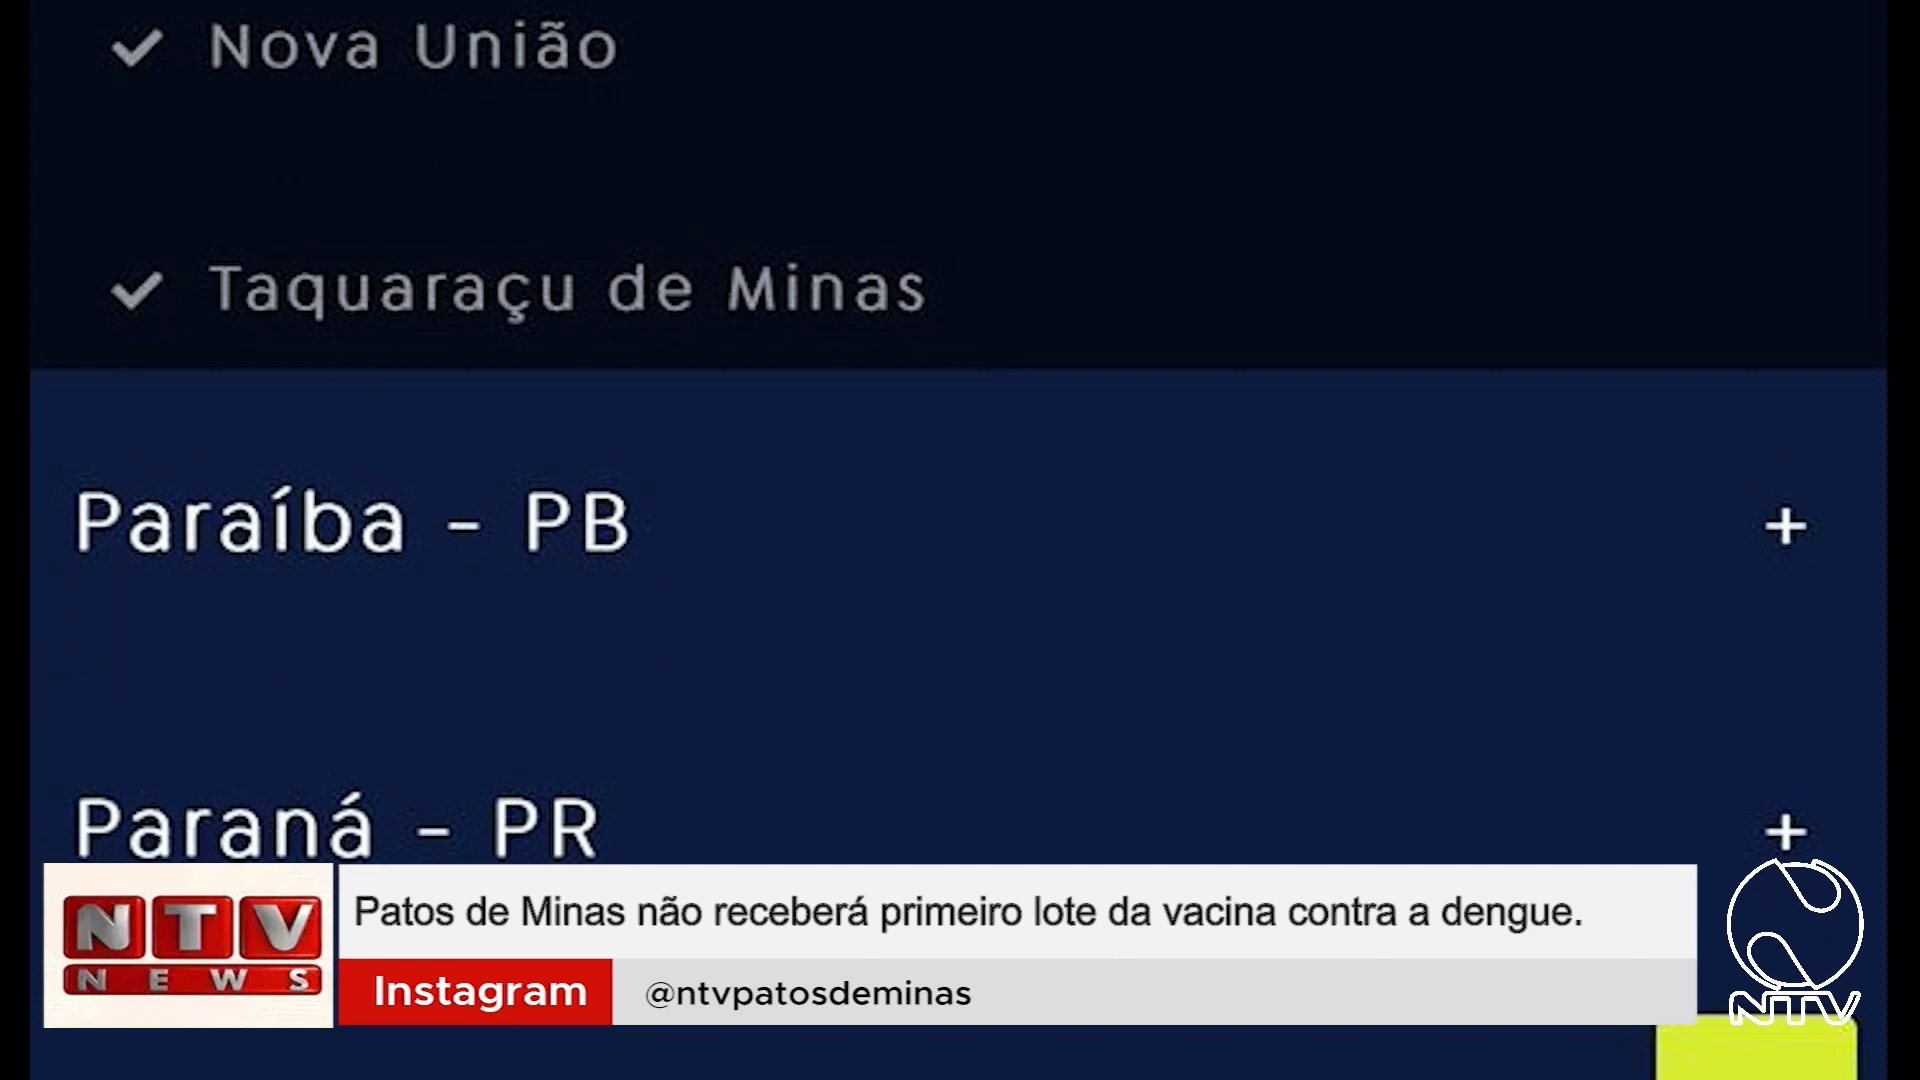 Nova União
Taquaraçu de Minas
Paraíba - PB
+
Paraná - PR
+
NTV
NEWS
Patos de Minas não receberá primeiro lote da vacina contra a dengue.
Instagram
@ntvpatosdeminas
NTV